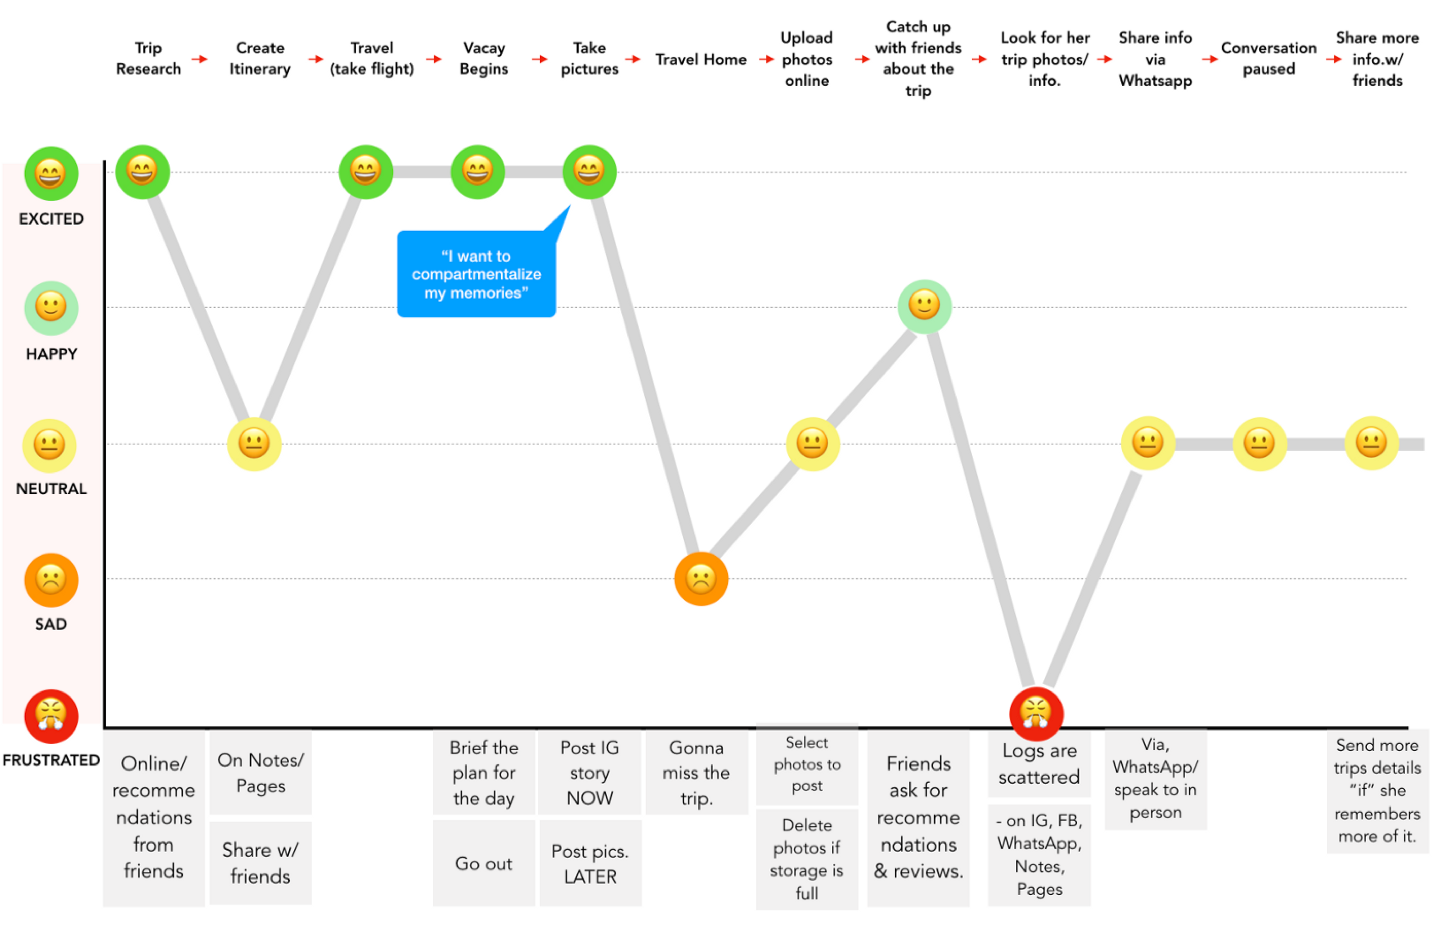 Trip
Research
Create
Itinerary
Travel
(take flight)
Vacay
Begins
Take
pictures
Travel Home
Upload
photos
online
Catch up
with friends
about the
trip
Look for her
trip photos/
info.
Share info
via
Whatsapp
Conversation
paused
Share more
info.w/
friends
EXCITED
HAPPY
NEUTRAL
SAD
FRUSTRATED
“I want to
compartmentalize
my memories”
Online/
recomme
ndations
from
friends
On Notes/
Pages
Share w/
friends
Brief the
plan for
the day
Go out
Post IG
story
NOW
Post pics.
LATER
Gonna
miss the
trip.
Select
photos to
post
Delete
photos if
storage is
full
Friends
ask for
recomme
ndations
& reviews.
Logs are
scattered
- on IG, FB,
WhatsApp,
Notes,
Pages
Via,
WhatsApp/
speak to in
person
Send more
trips details
“if” she
remembers
more of it.